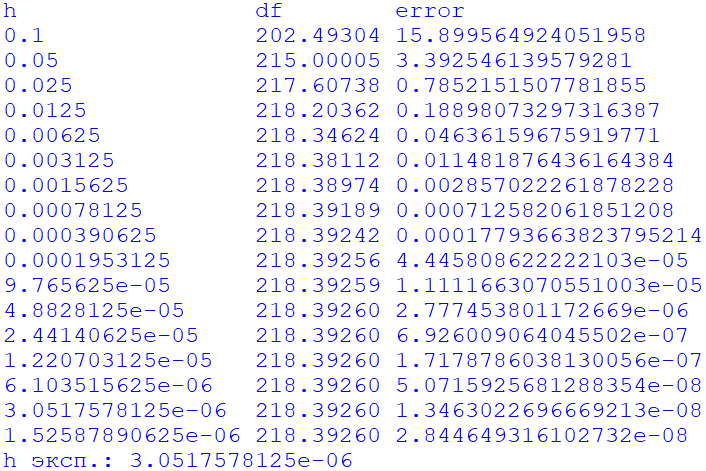 h df error
0.1 202.49304 15.899564924051958
0.05 215.00005 3.392546139579281
0.025 217.60738 0.7852151507781855
0.0125 218.20362 0.18898073297316387
0.00625 218.34624 0.04636159675919771
0.003125 218.38112 0.011481876436164384
0.0015625 218.38974 0.002857022261878228
0.00078125 218.39189 0.000712582061851208
0.000390625 218.39242 0.00017793663823795214
0.0001953125 218.39256 4.445808622222103e-05
9.765625e-05 218.39259 1.1111663070551003e-05
4.8828125e-05 218.39260 2.777453801172669e-06
2.44140625e-05 218.39260 6.926009064045502e-07
1.220703125e-05 218.39260 1.7178786038130056e-07
6.103515625e-06 218.39260 5.0715925681288354e-08
3.0517578125e-06 218.39260 1.3463022696669213e-08
1.52587890625e-06 218.39260 2.844649316102732e-08
h эксп.: 3.0517578125e-06